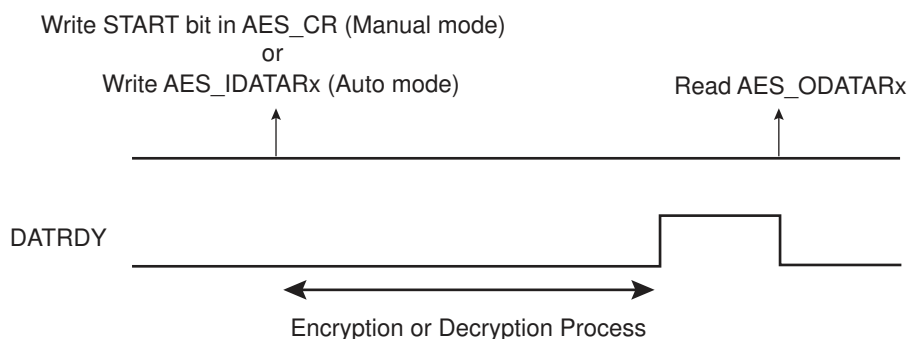 Write START bit in AES_CR (Manual mode)
or
Write AES_IDATARx (Auto mode)
Read AES_ODATARx
DATRDY
Encryption or Decryption Process